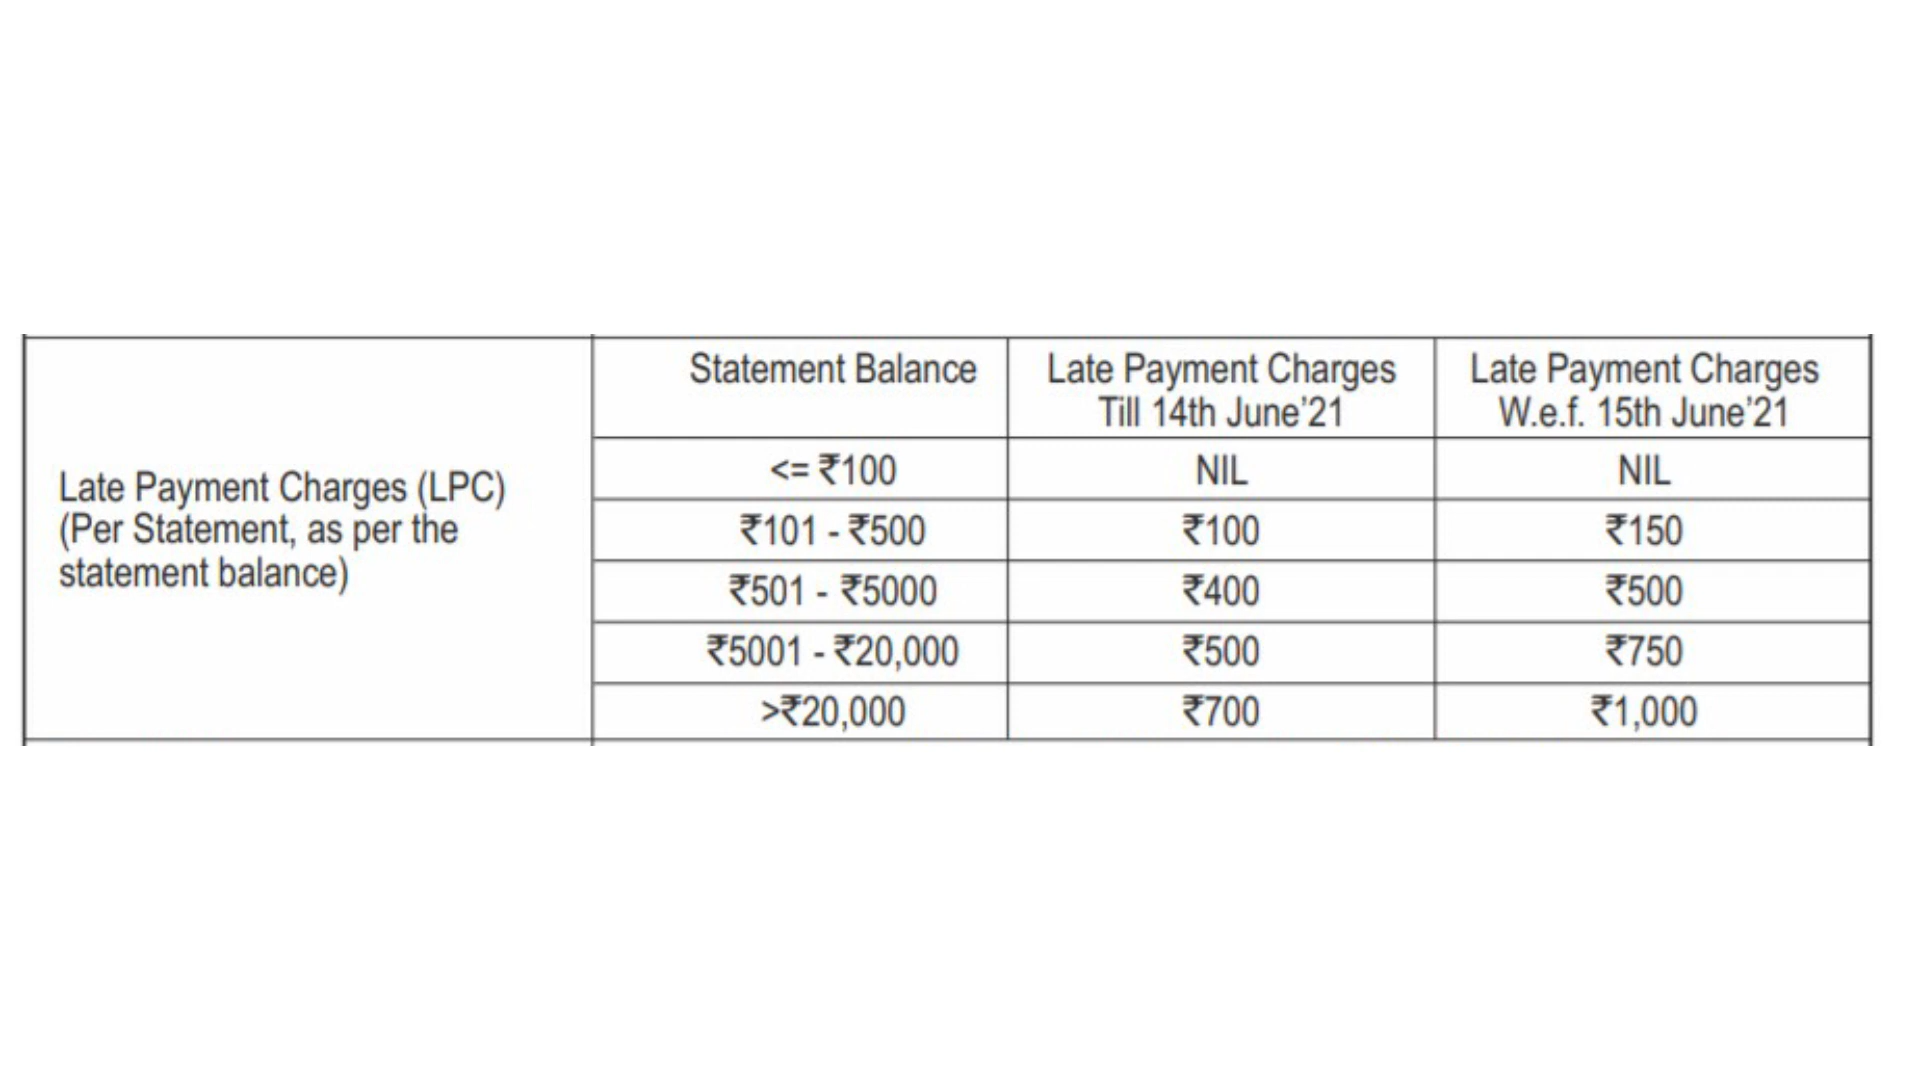 Late Payment Charges (LPC)
(Per Statement, as per the
statement balance)
Statement Balance
Late Payment Charges
Till 14th June’21
Late Payment Charges
W.e.f. 15th June’21
<= ₹100
NIL
NIL
₹101 - ₹500
₹100
₹150
₹501 - ₹5000
₹400
₹500
₹5001 - ₹20,000
₹500
₹750
>₹20,000
₹700
₹1,000